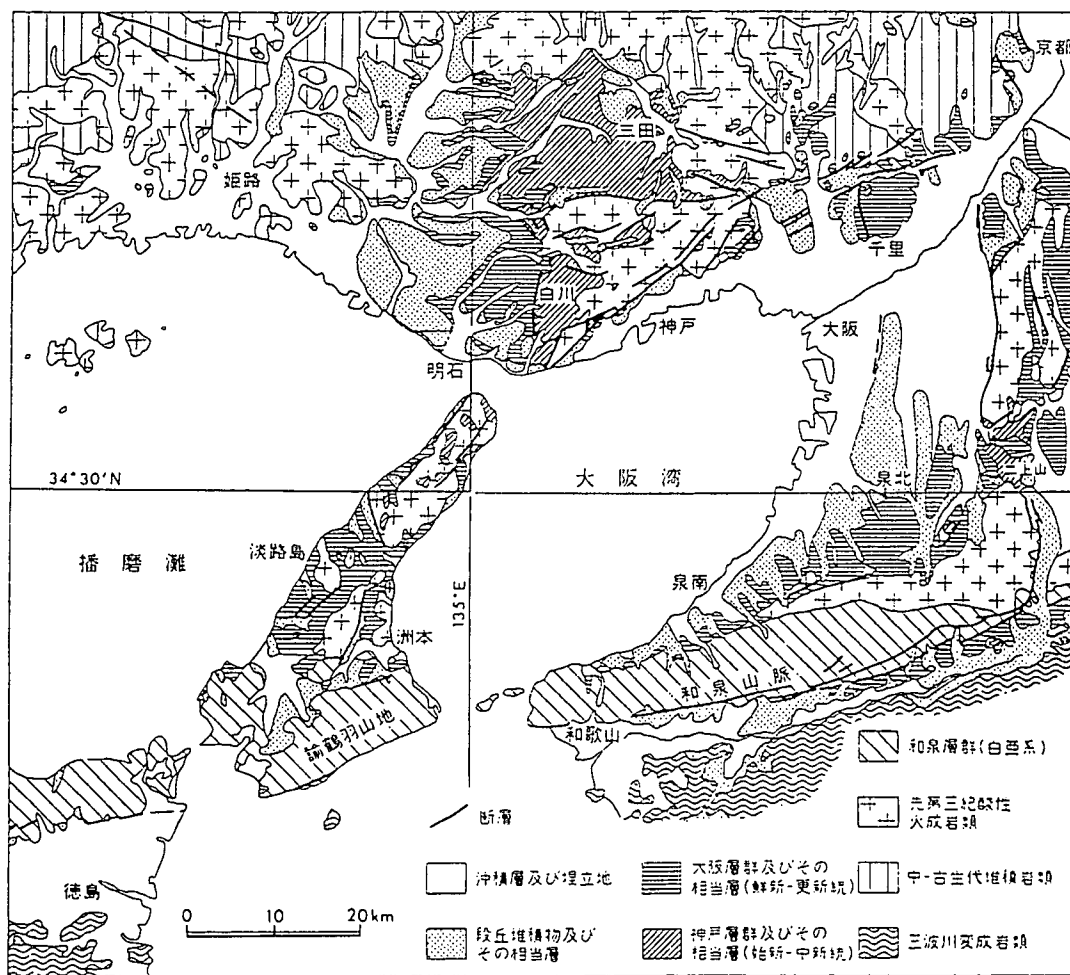 京都
三田
姫路
千里
白川
神戸
大阪
明石
34°30'N
大阪湾
泉北
二上山
播磨灘
淡路島
135°E
泉南
洲本
和泉山脈
諭鶴羽山地
和歌山
徳島
断層
0 10 20km
沖積層及び埋立地
段丘堆積物及び
その相当層
大阪層群及びその
相当層(鮮新-更新統)
神戸層群及びその
相当層(始新-中新統)
和泉層群(白亜系)
先第三紀酸性
火成岩類
中-古生代堆積岩類
三波川変成岩類